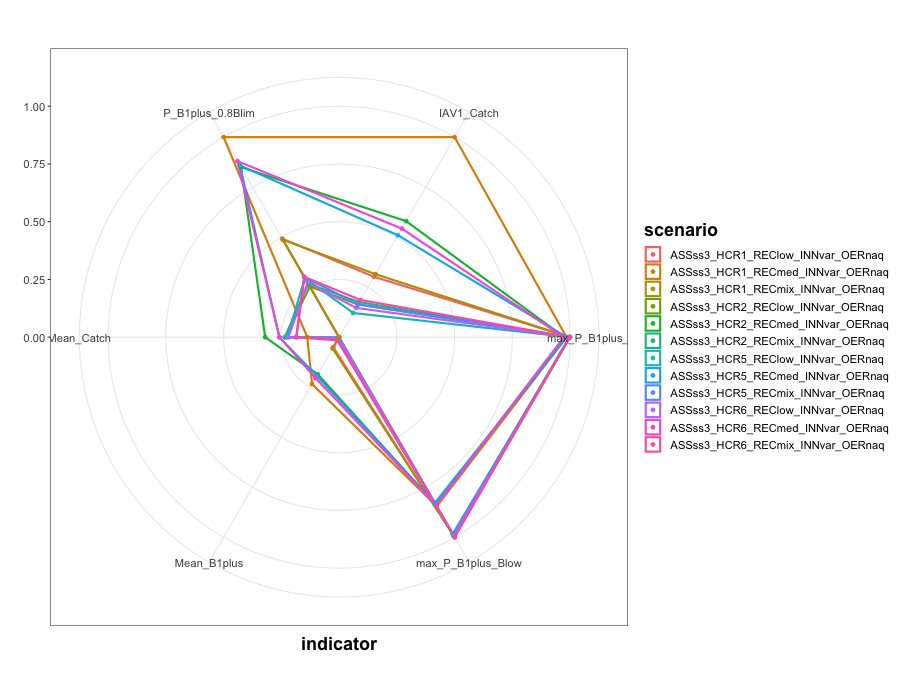 P_B1plus_0.8Blim
IAV1_Catch
1.00
0.75
0.50
0.25
0.00
Mean_Catch
max_P_B1plus_
Mean_B1plus
max_P_B1plus_Blow
indicator
scenario
ASSss3_HCR1_REClow_INNvar_OERnaq
ASSss3_HCR1_RECmed_INNvar_OERnaq
ASSss3_HCR1_RECmix_INNvar_OERnaq
ASSss3_HCR2_REClow_INNvar_OERnaq
ASSss3_HCR2_RECmed_INNvar_OERnaq
ASSss3_HCR2_RECmix_INNvar_OERnaq
ASSss3_HCR5_REClow_INNvar_OERnaq
ASSss3_HCR5_RECmed_INNvar_OERnaq
ASSss3_HCR5_RECmix_INNvar_OERnaq
ASSss3_HCR6_REClow_INNvar_OERnaq
ASSss3_HCR6_RECmed_INNvar_OERnaq
ASSss3_HCR6_RECmix_INNvar_OERnaq